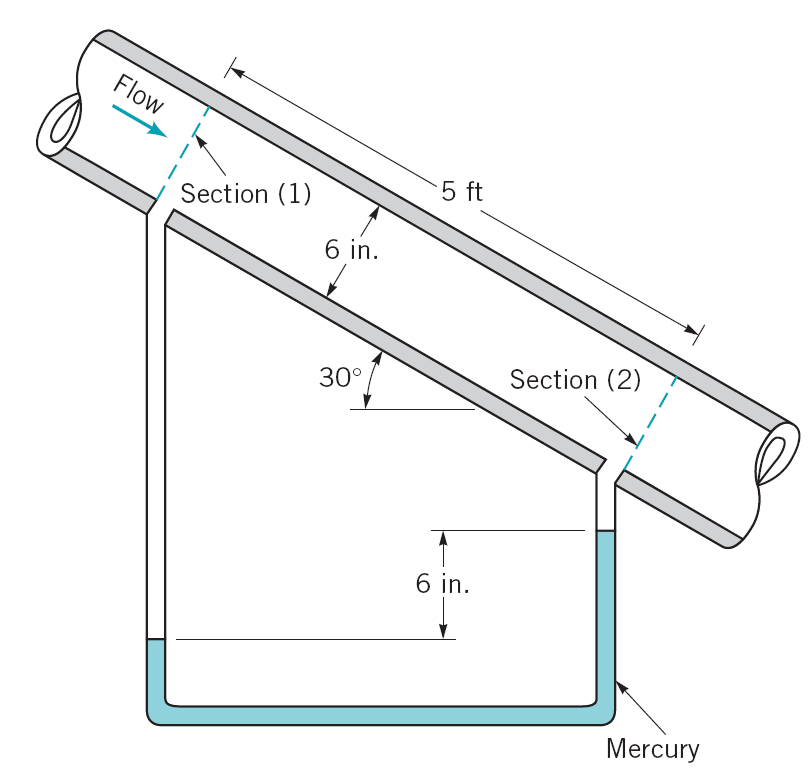 Flow
Section (1)
5 ft
6 in.
30°
Section (2)
6 in.
Mercury